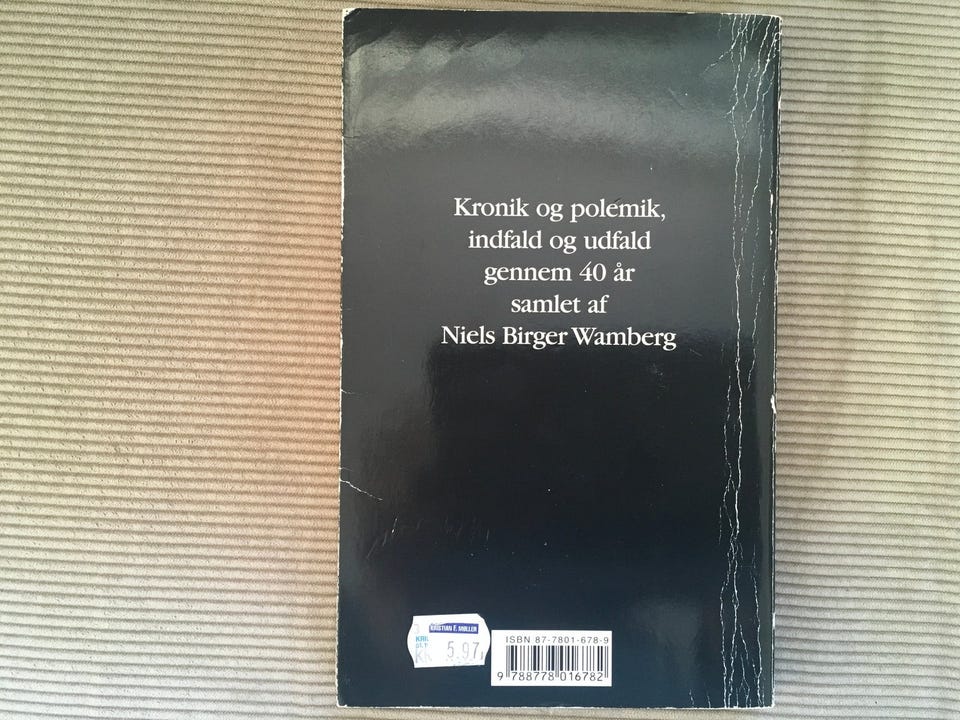 Kronik og polemik,
indfald og udfald
gennem 40 år
samlet af
Niels Birger Wamberg
KRISTIAN F. MØLLER
5.97
ISBN 87-7801-678-9
9 788778 016782